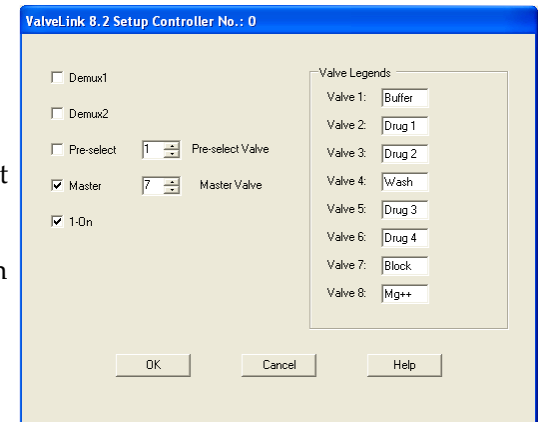 ValveLink 8.2 Setup Controller No.: 0
Demux1
Demux2
Pre-select 1 Pre-select Valve
t
Master 7 Master Valve
1-On
n
Valve Legends
Valve 1: Buffer
Valve 2: Drug 1
Valve 3: Drug 2
Valve 4: Wash
Valve 5: Drug 3
Valve 6: Drug 4
Valve 7: Block
Valve 8: Mg++
OK Cancel Help